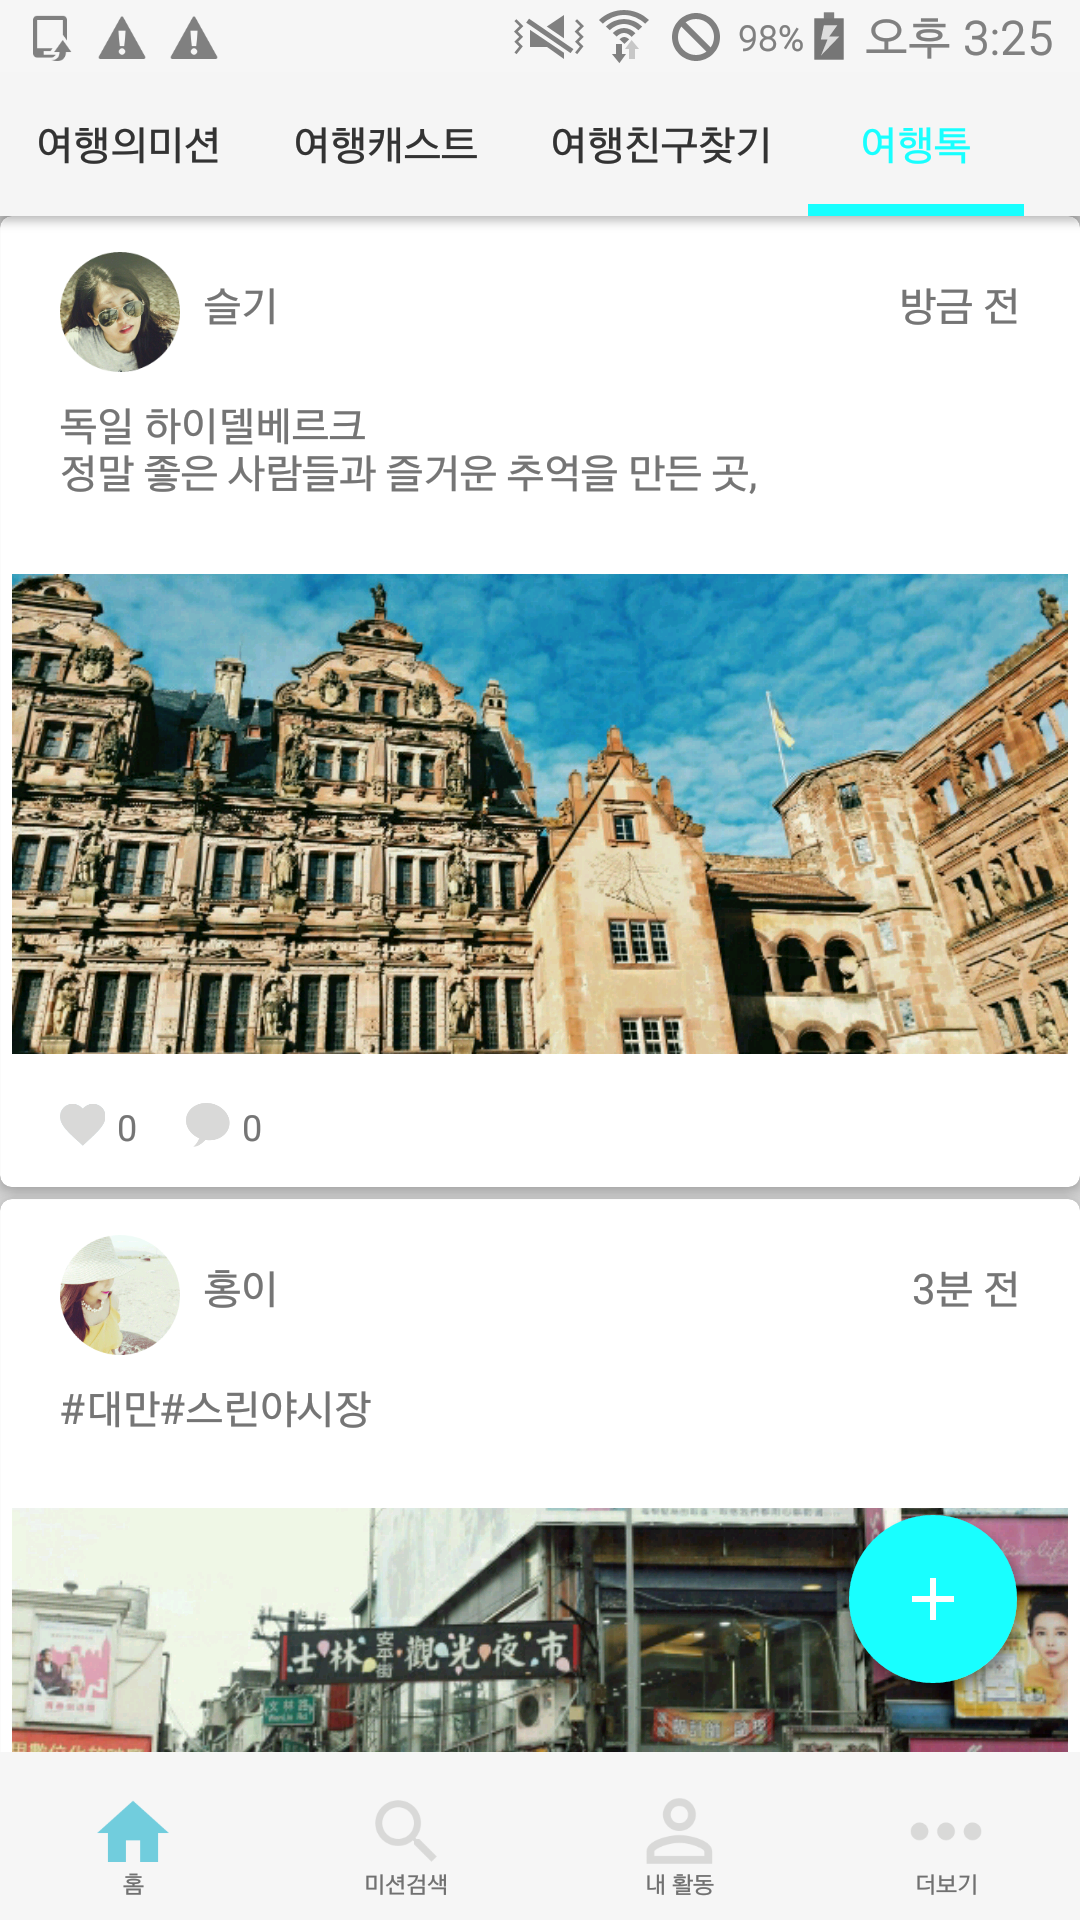 98% 오후 3:25
여행의미션 여행캐스트 여행친구찾기 여행톡
슬기 방금 전
독일 하이델베르크
정말 좋은 사람들과 즐거운 추억을 만든 곳,
0 0
홍이 3분 전
#대만#스린야시장
士林 安平街 觀光夜市
文林路
홈 미션검색 내 활동 더보기